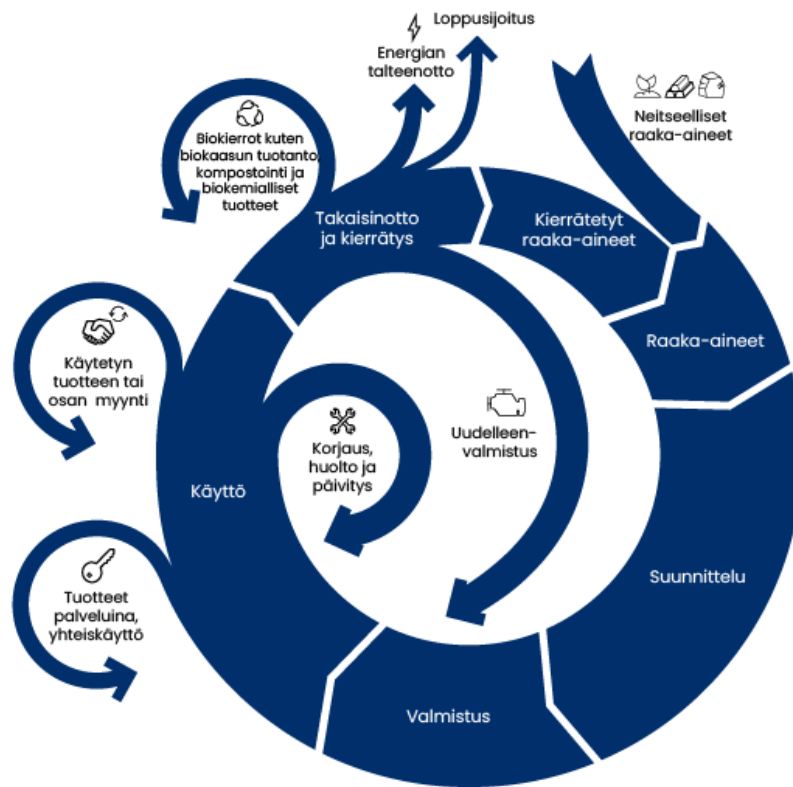 Loppusijoitus
Energian
talteenotto
Neitseelliset
raaka-aineet
Biokierrot kuten
biokaasun tuotanto,
kompostointi ja
biokemialliset
tuotteet
Takaisinotto
ja kierrätys
Kierrätetyt
raaka-aineet
Raaka-aineet
Käytetyn
tuotteen tai
osan myynti
Korjaus,
huolto ja
päivitys
Uudelleen-
valmistus
Käyttö
Suunnittelu
Tuotteet
palveluina,
yhteiskäyttö
Valmistus